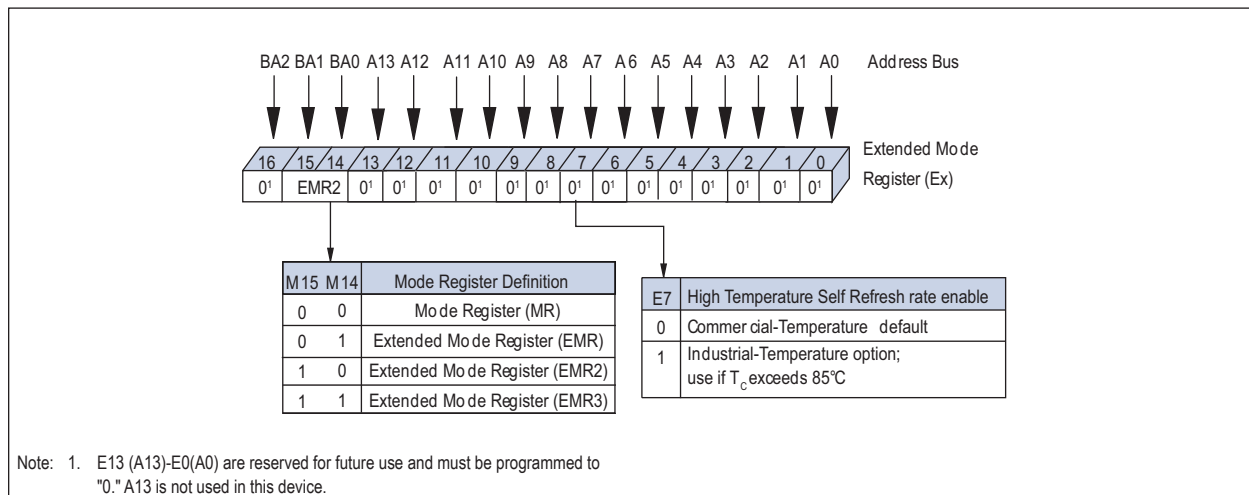 BA2 BA1 BA0 A13 A12 A11 A10 A9 A8 A7 A6 A5 A4 A3 A2 A1 A0 Address Bus
16 15 14 13 12 11 10 9 8 7 6 5 4 3 2 1 0
Extended Mode
Register (Ex)
0¹ EMR2 0¹ 0¹ 0¹ 0¹ 0¹ 0¹ 0¹ 0¹ 0¹ 0¹ 0¹ 0¹ 0¹ 0¹
M15 M14 Mode Register Definition
0 0 Mode Register (MR)
0 1 Extended Mode Register (EMR)
1 0 Extended Mode Register (EMR2)
1 1 Extended Mode Register (EMR3)
E7 High Temperature Self Refresh rate enable
0 Commercial-Temperature default
1 Industrial-Temperature option;
use if TC exceeds 85°C
Note: 1. E13 (A13)-E0(A0) are reserved for future use and must be programmed to
"0." A13 is not used in this device.